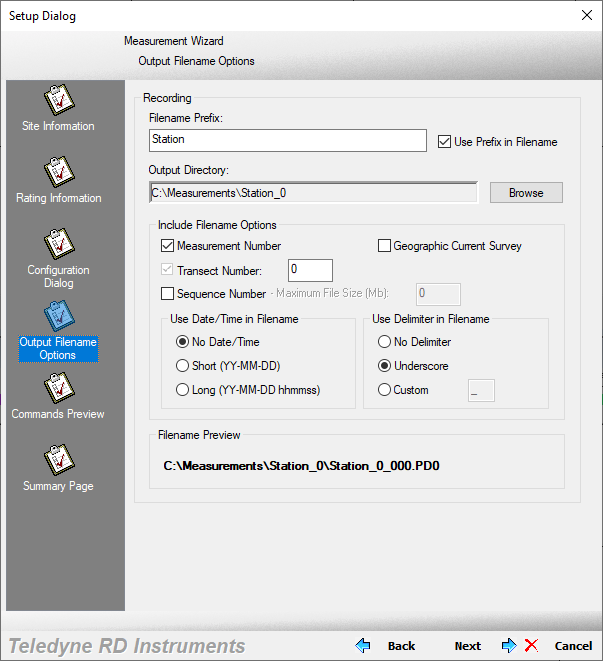 Setup Dialog
Measurement Wizard
Output Filename Options
Site Information
Rating Information
Configuration
Dialog
Output Filename
Options
Commands Preview
Summary Page
Recording
Filename Prefix:
Station
Use Prefix in Filename
Output Directory:
C:\Measurements\Station_0
Browse
Include Filename Options
Measurement Number
Geographic Current Survey
Transect Number:
0
Sequence Number - Maximum File Size (Mb):
0
Use Date/Time in Filename
No Date/Time
Short (YY-MM-DD)
Long (YY-MM-DD hhmmss)
Use Delimiter in Filename
No Delimiter
Underscore
Custom
_
Filename Preview
C:\Measurements\Station_0\Station_0_000.PD0
Teledyne RD Instruments
Back
Next
Cancel